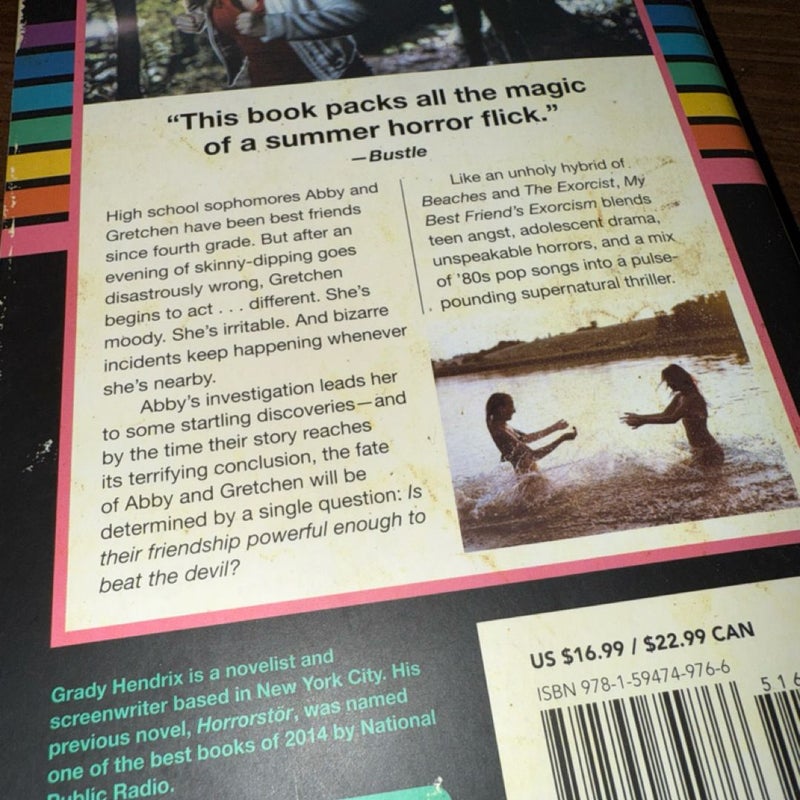 “This book packs all the magic
of a summer horror flick.”
—Bustle
High school sophomores Abby and
Gretchen have been best friends
since fourth grade. But after an
evening of skinny-dipping goes
disastrously wrong, Gretchen
begins to act . . . different. She’s
moody. She’s irritable. And bizarre
incidents keep happening whenever
she’s nearby.
Abby’s investigation leads her
to some startling discoveries—and
by the time their story reaches
its terrifying conclusion, the fate
of Abby and Gretchen will be
determined by a single question: Is
their friendship powerful enough to
beat the devil?
Like an unholy hybrid of
Beaches and The Exorcist, My
Best Friend’s Exorcism blends
teen angst, adolescent drama,
unspeakable horrors, and a mix
of ’80s pop songs into a pulse-
pounding supernatural thriller.
Grady Hendrix is a novelist and
screenwriter based in New York City. His
previous novel, Horrorstör, was named
one of the best books of 2014 by National
Public Radio.
US $16.99 / $22.99 CAN
ISBN 978-1-59474-976-6
5 1 6